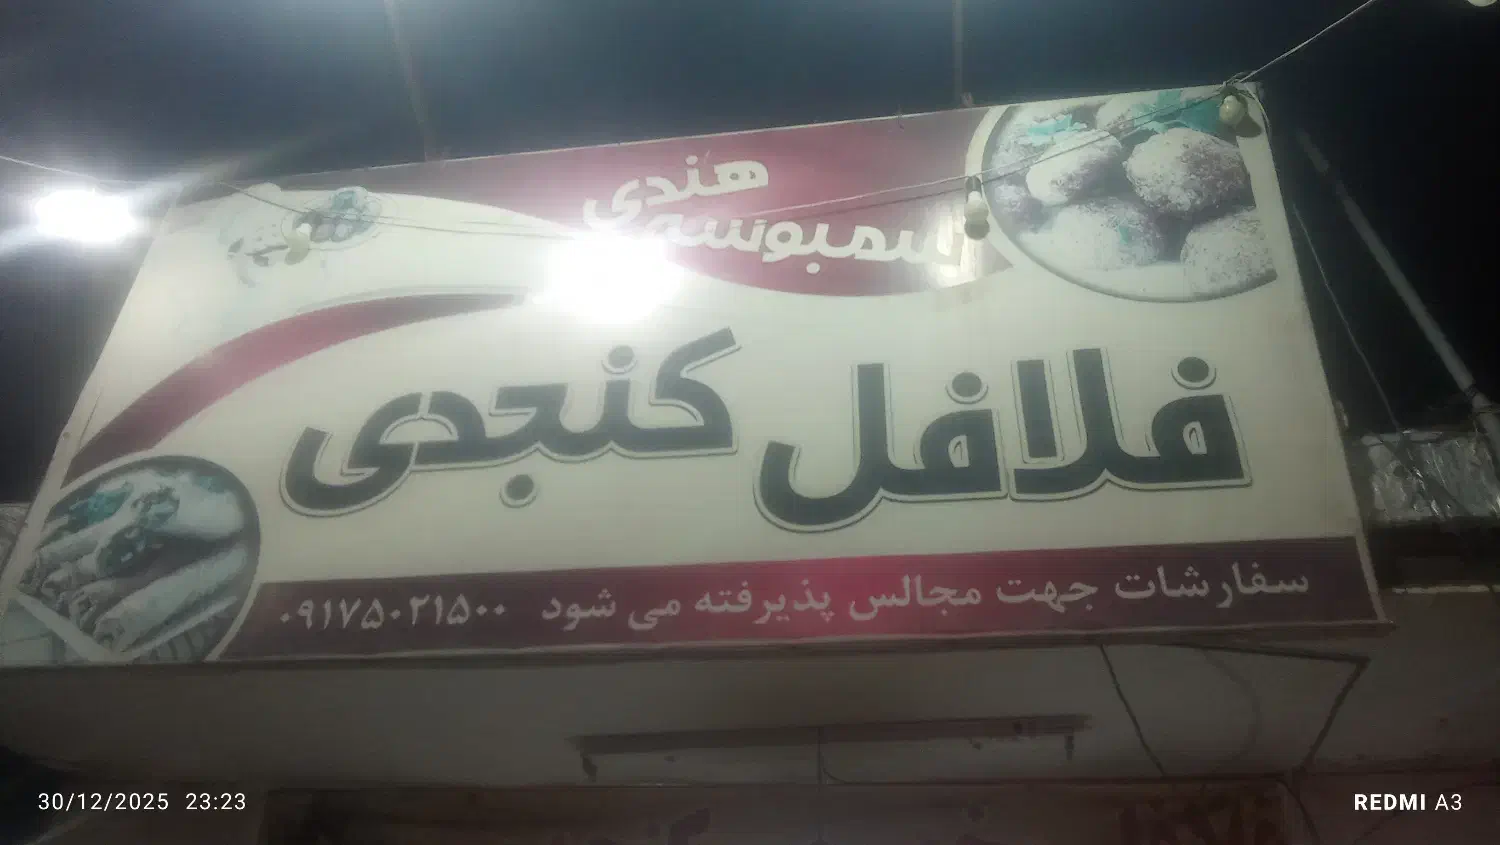 سمبوسه
هندی
فلافل کنجی
سفارشات جهت مجالس پذیرفته می شود ۰۹۱۷۵۰۲۱۵۰۰
30/12/2025 23:23
REDMI A3